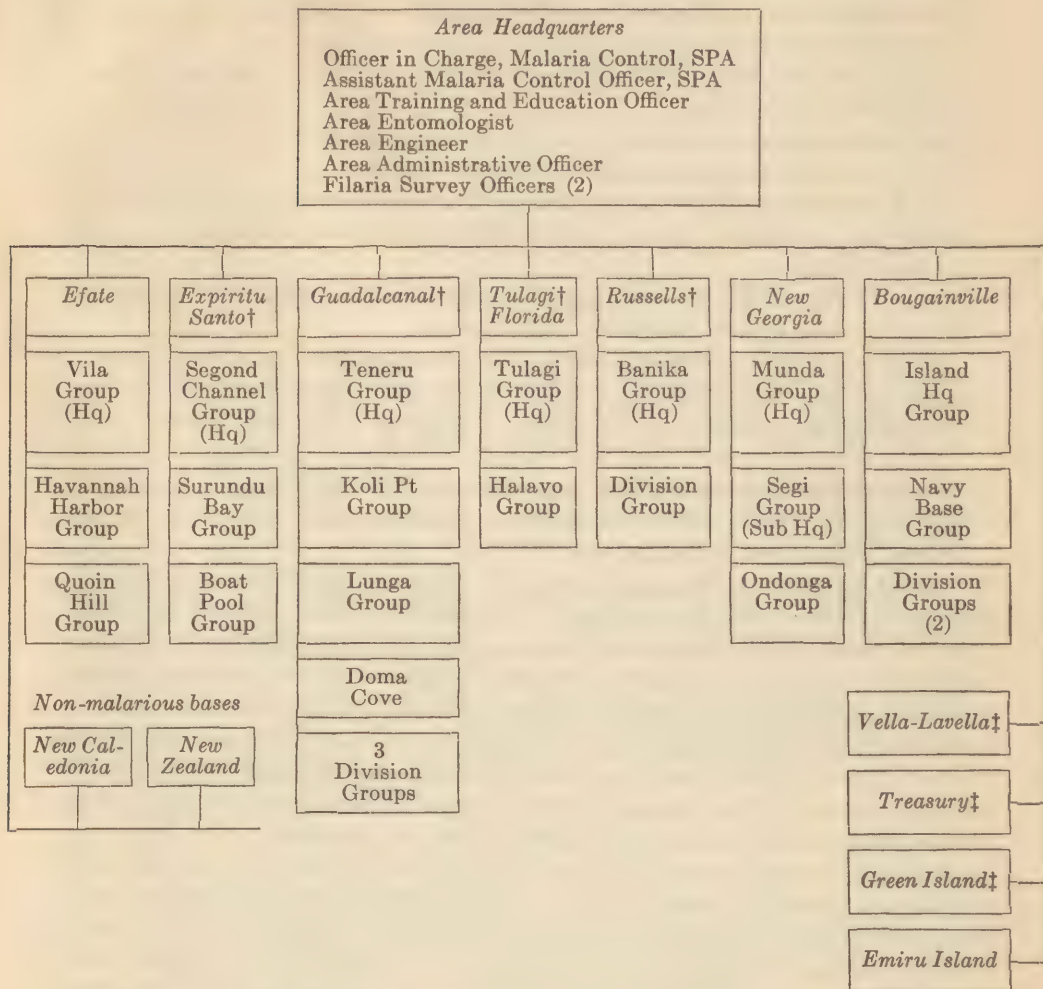 Area Headquarters
Officer in Charge, Malaria Control, SPA
Assistant Malaria Control Officer, SPA
Area Training and Education Officer
Area Entomologist
Area Engineer
Area Administrative Officer
Filaria Survey Officers (2)
Efate
Vila
Group
(Hq)
Havannah
Harbor
Group
Quoin
Hill
Group
Expiritu
Santo†
Segond
Channel
Group
(Hq)
Surundu
Bay
Group
Boat
Pool
Group
Guadalcanal†
Teneru
Group
(Hq)
Koli Pt
Group
Lunga
Group
Doma
Cove
3
Division
Groups
Tulagi†
Florida
Tulagi
Group
(Hq)
Halavo
Group
Russells†
Banika
Group
(Hq)
Division
Group
New
Georgia
Munda
Group
(Hq)
Segi
Group
(Sub Hq)
Ondonga
Group
Bougainville
Island
Hq
Group
Navy
Base
Group
Division
Groups
(2)
Non-malarious bases
New Cal-
edonia
New
Zealand
Vella-Lavella‡
Treasury‡
Green Island‡
Emiru Island